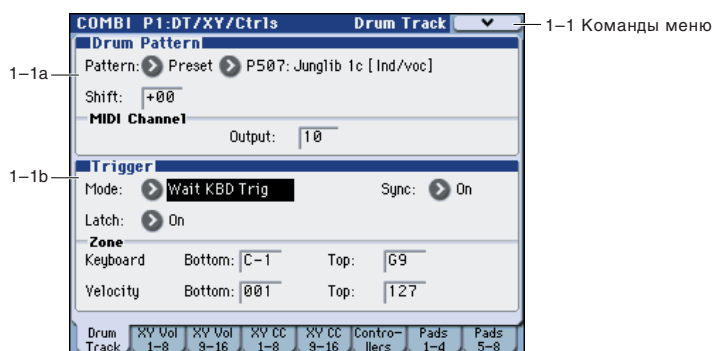 COMBI P1:DT/XY/Ctrls Drum Track
1–1 Команды меню
Drum Pattern
1–1a
Pattern: Preset P507: Junglib 1c [Ind/voc]
Shift: +00
MIDI Channel
Output: 10
Trigger
1–1b
Mode: Wait KBD Trig Sync: On
Latch: On
Zone
Keyboard Bottom: C-1 Top: G9
Velocity Bottom: 001 Top: 127
Drum Track XY Vol 1-8 XY Vol 9-16 XY CC 1-8 XY CC 9-16 Contro-llers Pads 1-4 Pads 5-8